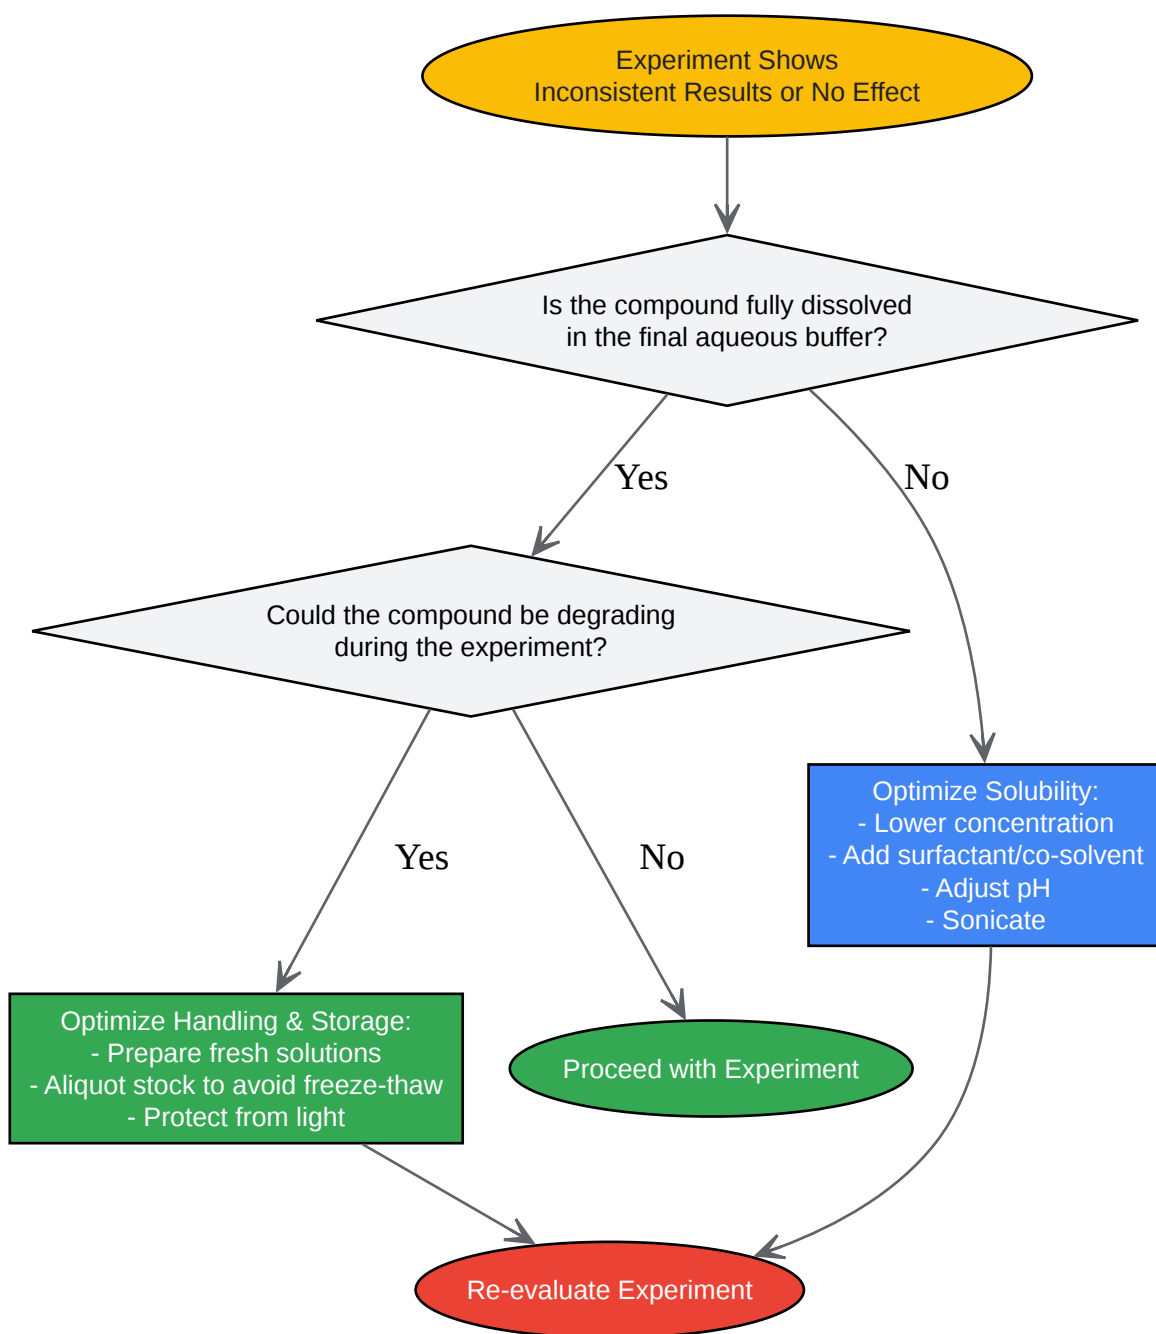 Experiment Shows
Inconsistent Results or No Effect
Is the compound fully dissolved
in the final aqueous buffer?
Yes
No
Could the compound be degrading
during the experiment?
Optimize Solubility:
- Lower concentration
- Add surfactant/co-solvent
- Adjust pH
- Sonicate
Yes
No
Optimize Handling & Storage:
- Prepare fresh solutions
- Aliquot stock to avoid freeze-thaw
- Protect from light
Proceed with Experiment
Re-evaluate Experiment